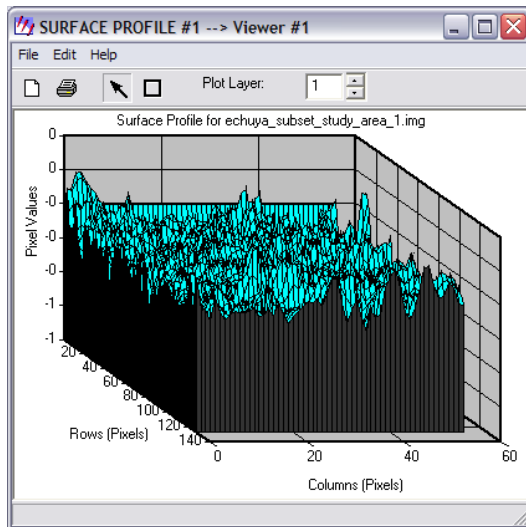 SURFACE PROFILE #1 --> Viewer #1
File Edit Help
Plot Layer: 1
Surface Profile for echuya_subset_study_area_1.img
0
0
-0
-0
-0
-1
-1
Pixel Values
20
40
60
80
100
120
140
Rows (Pixels)
0 20 40 60
Columns (Pixels)